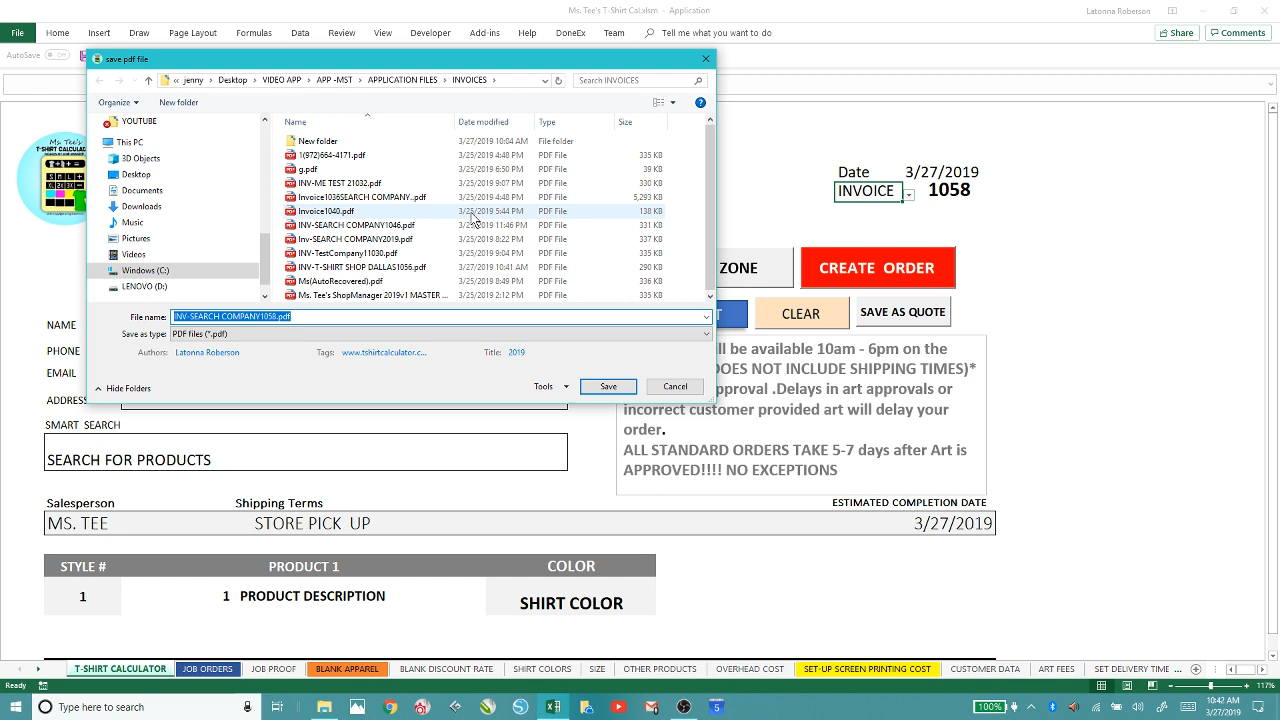 Ms. Tee's T-Shirt Cal.xlsm - Application
Latonna Roberson
File Home Insert Draw Page Layout Formulas Data Review View Developer Add-ins Help DoneEx Team Tell me what you want to do
Share Comments
AutoSave Off
save pdf file
« jenny › Desktop › VIDEO APP › APP -MST › APPLICATION FILES › INVOICES ›
Search INVOICES
Organize New folder
Name Date modified Type Size
YOUTUBE
This PC
3D Objects
Desktop
Documents
Downloads
Music
Pictures
Videos
Windows (C:)
LENOVO (D:)
New folder 3/27/2019 10:04 AM File folder
1(972)664-4171.pdf 3/25/2019 4:48 PM PDF File 335 KB
g.pdf 3/25/2019 6:50 PM PDF File 39 KB
INV-ME TEST 21032.pdf 3/25/2019 9:07 PM PDF File 330 KB
Invoice1036SEARCH COMPANY..pdf 3/25/2019 4:48 PM PDF File 5,293 KB
Invoice1040.pdf 3/25/2019 5:44 PM PDF File 138 KB
INV-SEARCH COMPANY1046.pdf 11:46 PM PDF File 331 KB
Inv-SEARCH COMPANY2019.pdf 3/25/2019 8:22 PM PDF File 337 KB
INV-TestCompany11030.pdf 3/25/2019 9:04 PM PDF File 335 KB
INV-T-SHIRT SHOP DALLAS1056.pdf 3/27/2019 10:41 AM PDF File 290 KB
Ms(AutoRecovered).pdf 3/25/2019 8:49 PM PDF File 336 KB
Ms. Tee's ShopManager 2019v1 MASTER ... 3/25/2019 2:12 PM PDF File 335 KB
File name: INV-SEARCH COMPANY1058.pdf
Save as type: PDF files (*.pdf)
Authors: Latonna Roberson Tags: www.tshirtcalculator.c... Title: 2019
Hide Folders Tools Save Cancel
Ms. Tee's
T-SHIRT CALCULATOR
Date 3/27/2019
INVOICE 1058
ZONE CREATE ORDER
T CLEAR SAVE AS QUOTE
NAME
PHONE
EMAIL
ADDRESS
ll be available 10am - 6pm on the
DOES NOT INCLUDE SHIPPING TIMES)*
pproval .Delays in art approvals or
incorrect customer provided art will delay your
order.
ALL STANDARD ORDERS TAKE 5-7 days after Art is
APPROVED!!!! NO EXCEPTIONS
SMART SEARCH
SEARCH FOR PRODUCTS
Salesperson Shipping Terms ESTIMATED COMPLETION DATE
MS. TEE STORE PICK UP 3/27/2019
STYLE # PRODUCT 1 COLOR
1 1 PRODUCT DESCRIPTION SHIRT COLOR
T-SHIRT CALCULATOR JOB ORDERS JOB PROOF BLANK APPAREL BLANK DISCOUNT RATE SHIRT COLORS SIZE OTHER PRODUCTS OVERHEAD COST SET-UP SCREEN PRINTING COST CUSTOMER DATA ART FEES SET DELIVERY TIME ...
Ready 117%
Type here to search
100%
10:42 AM
3/27/2019